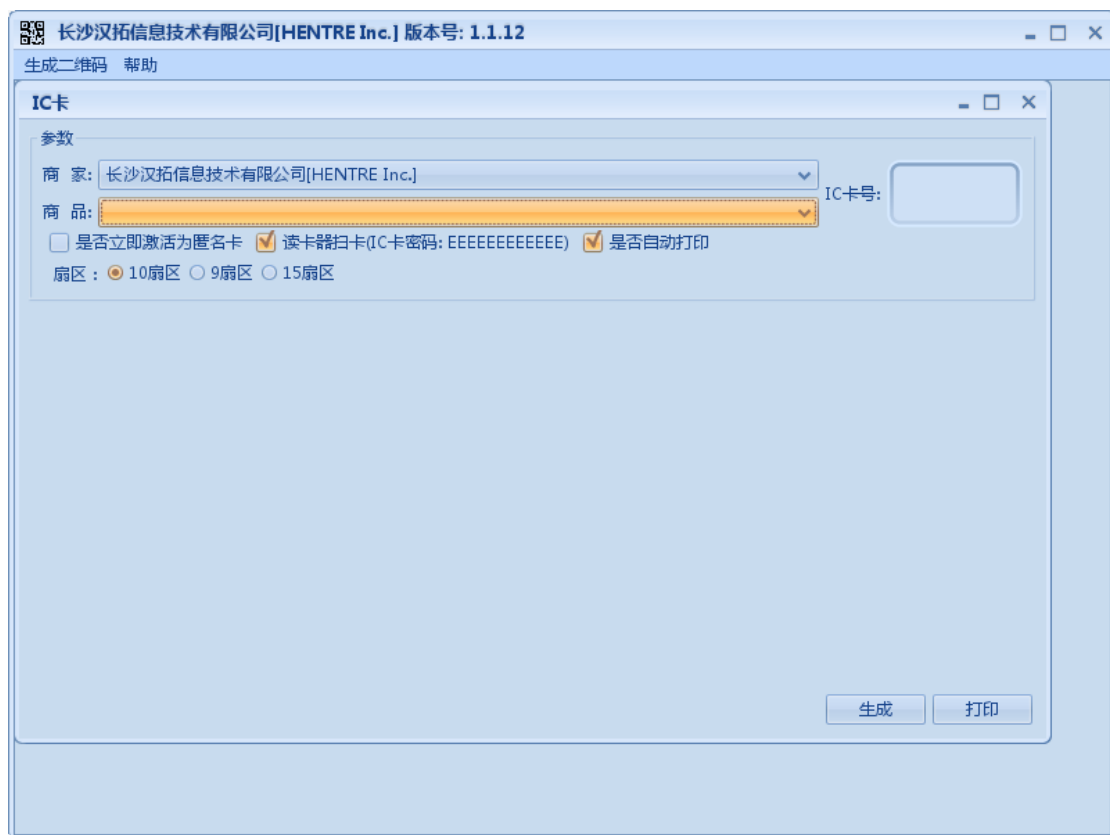 长沙汉拓信息技术有限公司[HENTRE Inc.] 版本号: 1.1.12
生成二维码 帮助
IC卡
参数
商 家: 长沙汉拓信息技术有限公司[HENTRE Inc.]
IC卡号:
商 品:
是否立即激活为匿名卡 读卡器扫卡(IC卡密码: EEEEEEEEEEEE) 是否自动打印
扇区： 10扇区 9扇区 15扇区
生成 打印